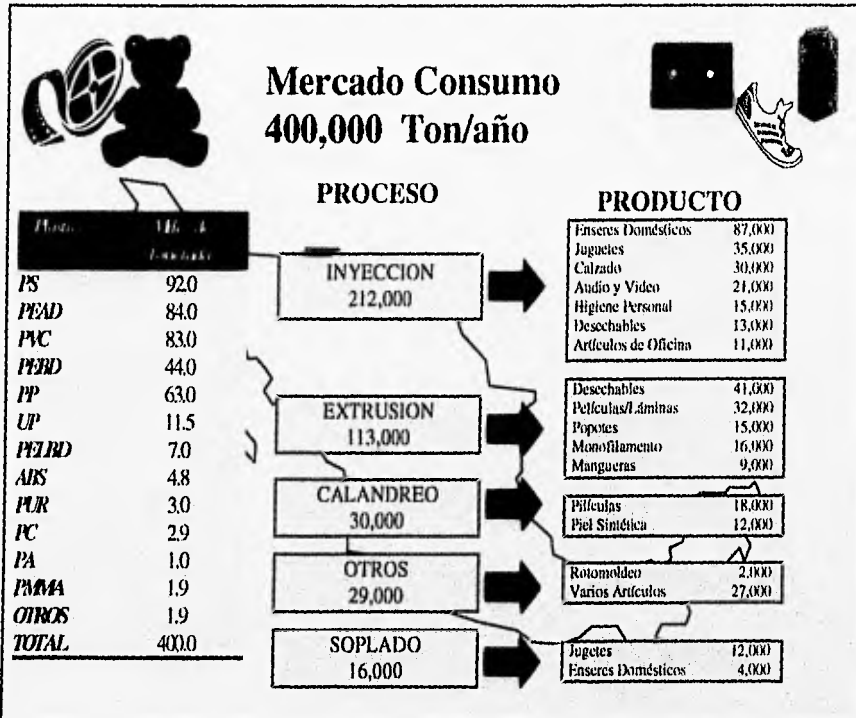 Mercado Consumo
400,000 Ton/año
PROCESO
PRODUCTO
PS 92.0
PEAD 84.0
PVC 83.0
PEBD 44.0
PP 63.0
UP 11.5
PELBD 7.0
ABS 4.8
PUR 3.0
PC 2.9
PA 1.0
PMMA 1.9
OTROS 1.9
TOTAL 400.0
INYECCION
212,000
EXTRUSION
113,000
CALANDREO
30,000
OTROS
29,000
SOPLADO
16,000
Enseres Domésticos 87,000
Juguetes 35,000
Calzado 30,000
Audio y Video 21,000
Higiene Personal 15,000
Desechables 13,000
Artículos de Oficina 11,000
Desechables 41,000
Películas/Láminas 32,000
Popotes 15,000
Monofilamento 16,000
Mangueras 9,000
Pilículas 18,000
Piel Sintética 12,000
Rotomoldeo 2,000
Varios Artículos 27,000
Jugetes 12,000
Enseres Domésticos 4,000